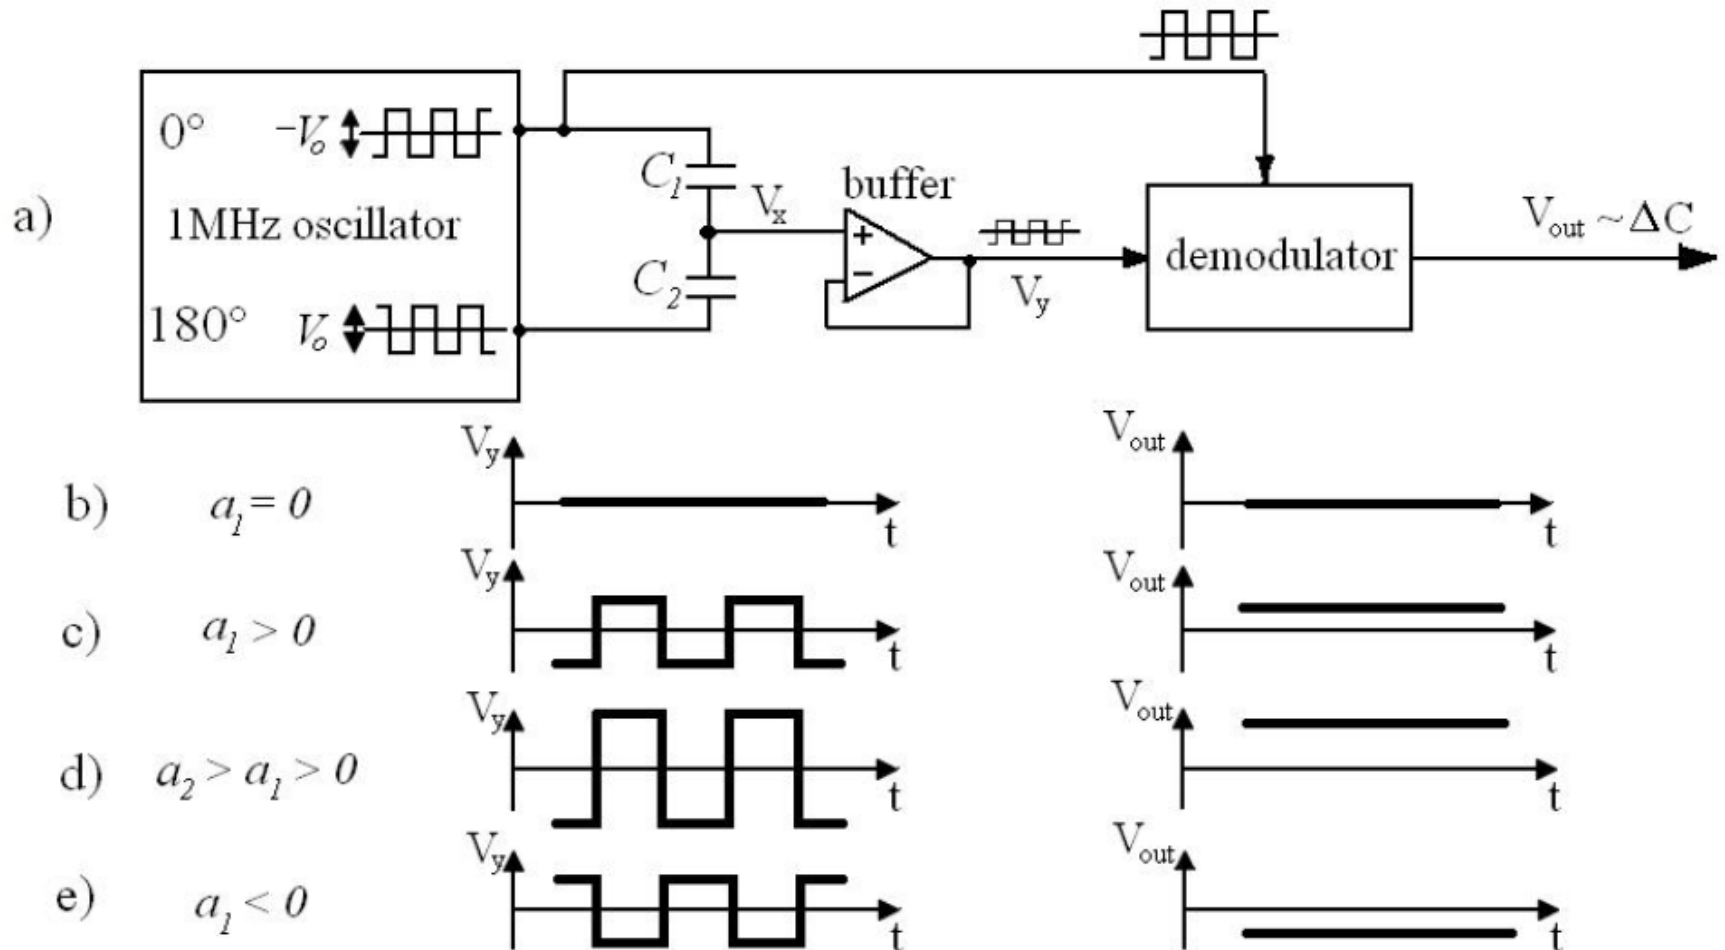 a)
0° −Vo
1MHz oscillator
180° Vo
C1
C2
Vx
buffer
+
−
Vy
demodulator
Vout ~ ΔC
b) a1 = 0
Vy
t
Vout
t
c) a1 > 0
Vy
t
Vout
t
d) a2 > a1 > 0
Vy
t
Vout
t
e) a1 < 0
Vy
t
Vout
t